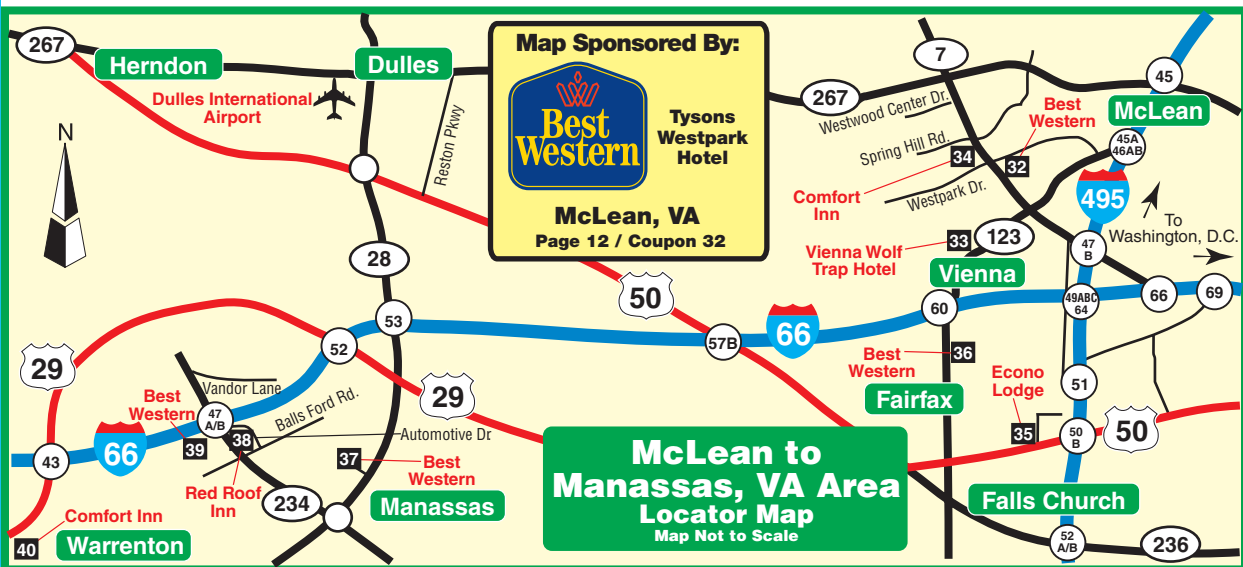 267
Herndon
Dulles
Dulles International
Airport
N
Reston Pkwy
Map Sponsored By:
Best
Western
Tysons
Westpark
Hotel
McLean, VA
Page 12 / Coupon 32
7
267
45
McLean
Westwood Center Dr.
Best
Western
Spring Hill Rd.
34
32
45A
46AB
Comfort
Inn
Westpark Dr.
495
To
Washington, D.C.
33
123
Vienna Wolf
Trap Hotel
47
B
Vienna
28
50
60
49ABC
64
66
69
53
52
57B
66
29
29
Best
Western
36
Fairfax
Econo
Lodge
51
35
50
B
50
Vandor Lane
Best
Western
47
A/B
Balls Ford Rd.
38
Automotive Dr
39
43
66
37
Best
Western
Red Roof
Inn
234
Manassas
McLean to
Manassas, VA Area
Locator Map
Map Not to Scale
Falls Church
Comfort Inn
40
Warrenton
52
A/B
236